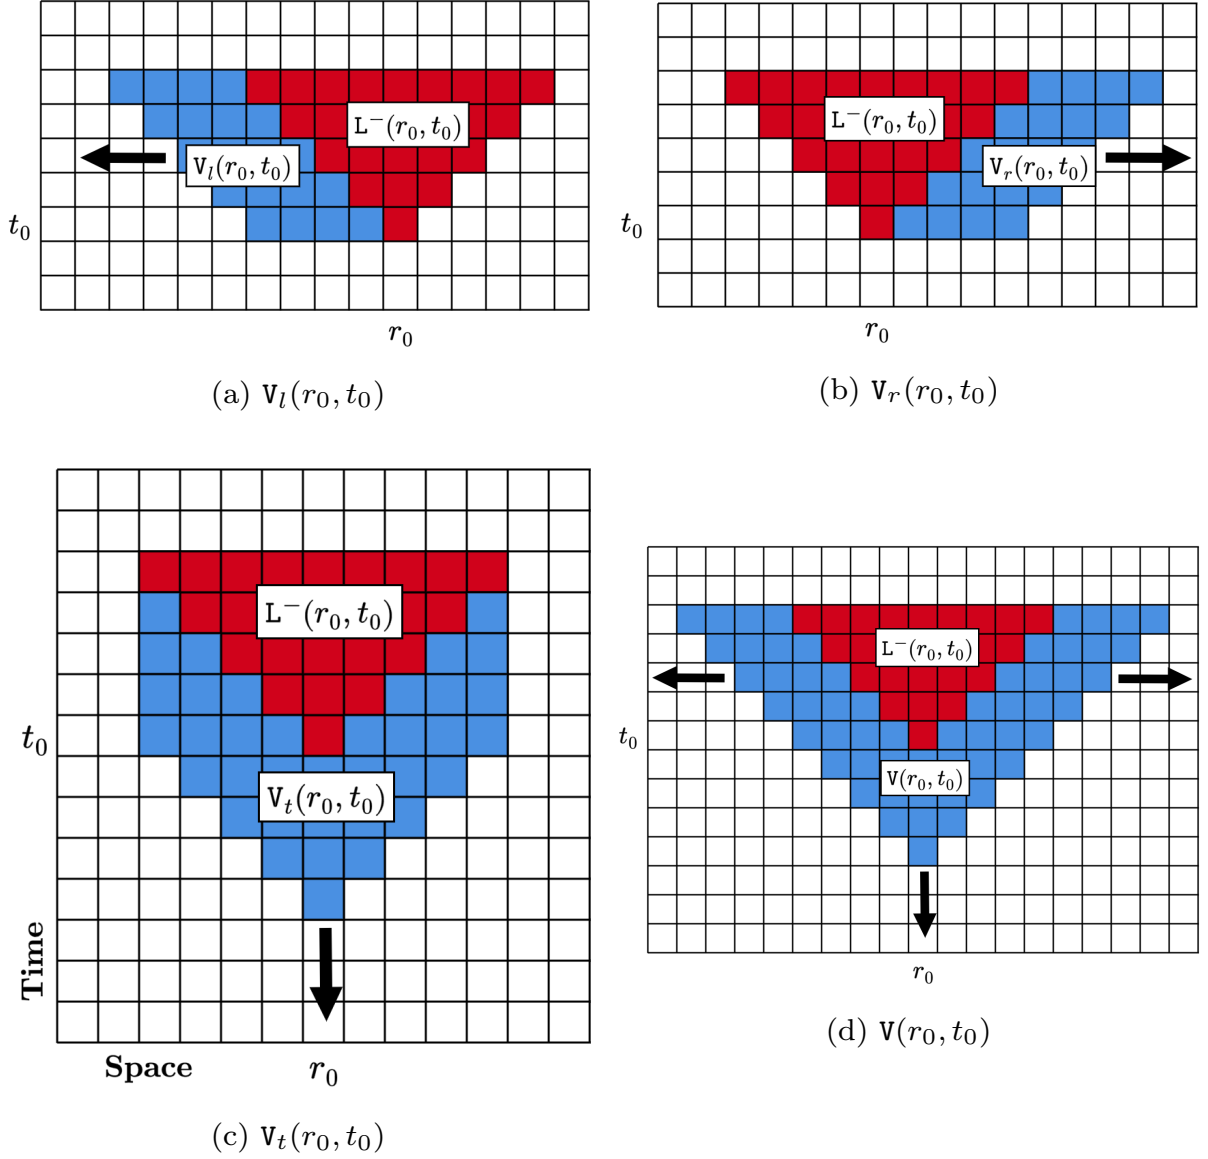 L⁻(r₀, t₀)
V_l(r₀, t₀)
t₀
r₀
(a) V_l(r₀, t₀)
L⁻(r₀, t₀)
V_r(r₀, t₀)
t₀
r₀
(b) V_r(r₀, t₀)
L⁻(r₀, t₀)
t₀
V_t(r₀, t₀)
Time
Space
r₀
(c) V_t(r₀, t₀)
L⁻(r₀, t₀)
t₀
V(r₀, t₀)
r₀
(d) V(r₀, t₀)